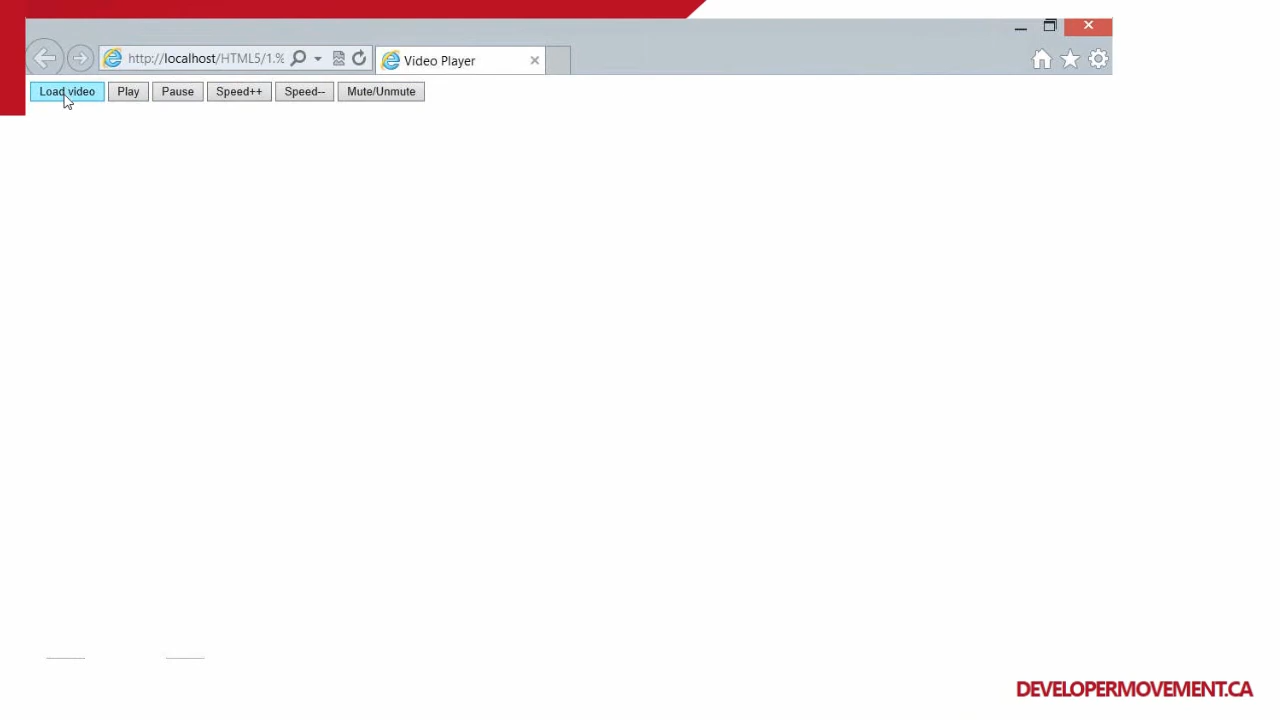 http://localhost/HTML5/1.%
Video Player
Load video
Play
Pause
Speed++
Speed--
Mute/Unmute
DEVELOPERMOVEMENT.CA